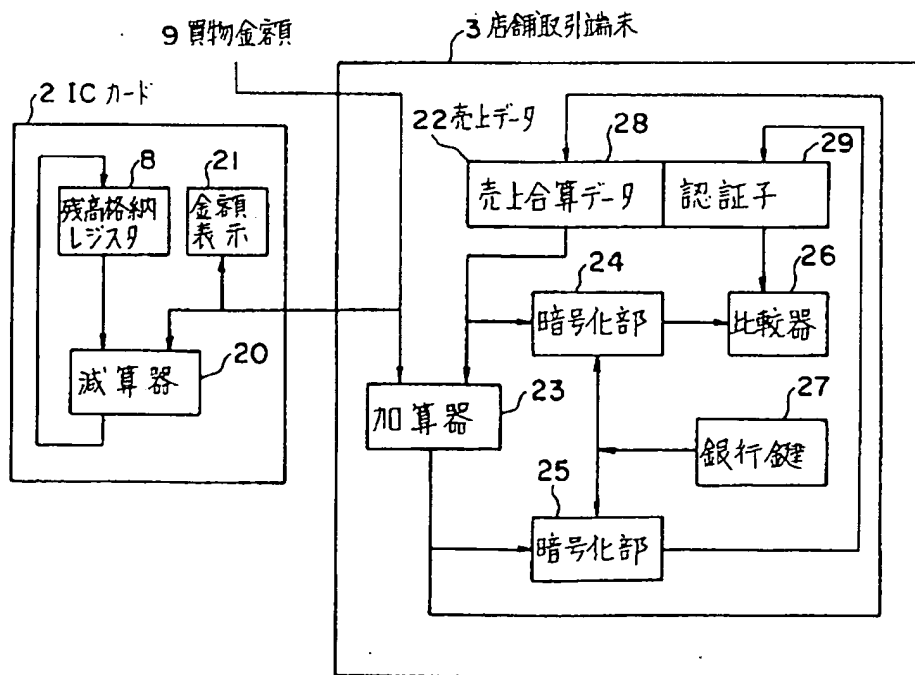 9 買物金額
3 店舗取引端末
2 IC カード
22 売上データ
28
29
8
21
残高格納
レジスタ
金額
表示
売上合算データ
認証子
24
26
暗号化部
比較器
20
減算器
23
加算器
27
銀行鍵
25
暗号化部